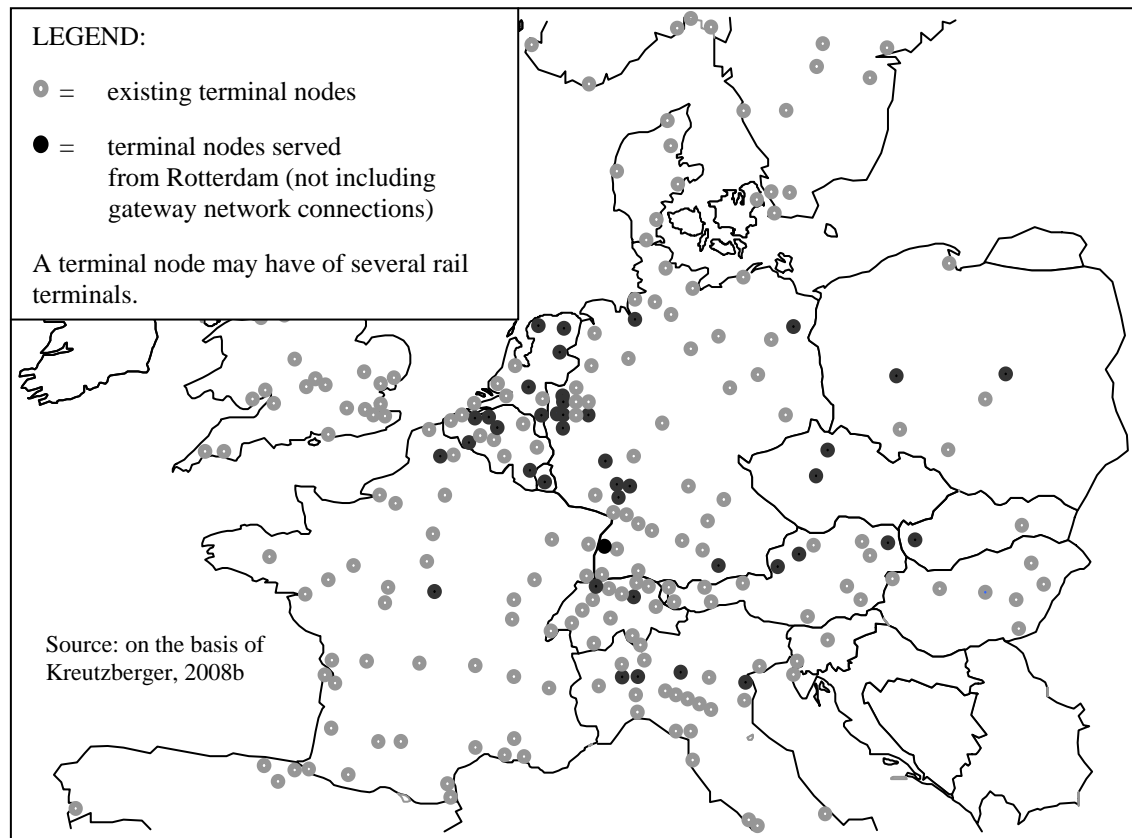 LEGEND:
= existing terminal nodes
= terminal nodes served
from Rotterdam (not including
gateway network connections)
A terminal node may have of several rail
terminals.
Source: on the basis of
Kreutzberger, 2008b